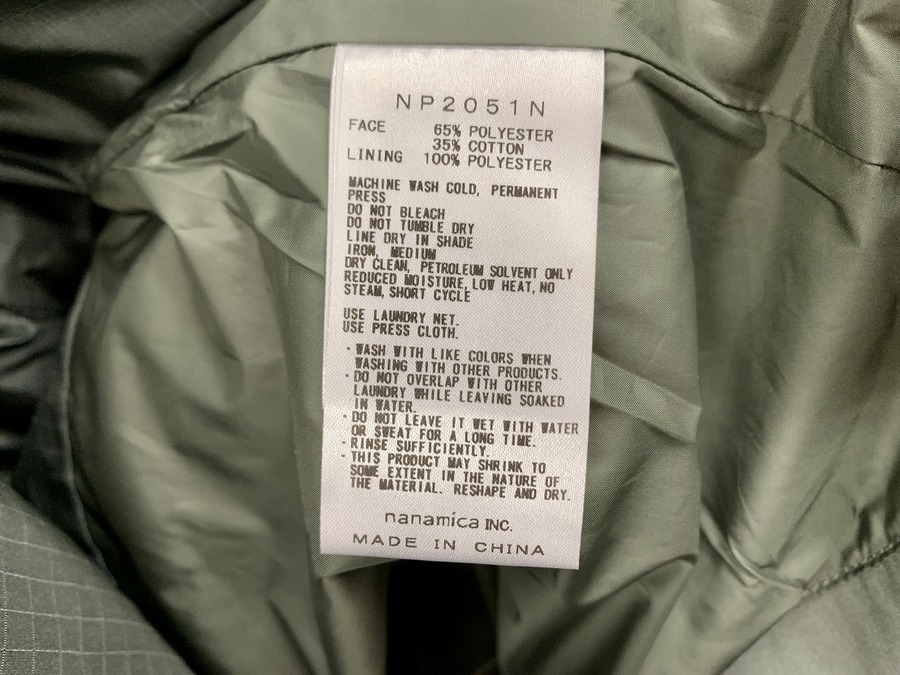 NP2051N
FACE 65% POLYESTER
35% COTTON
LINING 100% POLYESTER
MACHINE WASH COLD, PERMANENT
PRESS
DO NOT BLEACH
DO NOT TUMBLE DRY
LINE DRY IN SHADE
IRON, MEDIUM
DRY CLEAN, PETROLEUM SOLVENT ONLY
REDUCED MOISTURE, LOW HEAT, NO
STEAM, SHORT CYCLE
USE LAUNDRY NET.
USE PRESS CLOTH.
・WASH WITH LIKE COLORS WHEN
WASHING WITH OTHER PRODUCTS.
・DO NOT OVERLAP WITH OTHER
LAUNDRY WHILE LEAVING SOAKED
IN WATER.
・DO NOT LEAVE IT WET WITH WATER
OR SWEAT FOR A LONG TIME.
・RINSE SUFFICIENTLY.
・THIS PRODUCT MAY SHRINK TO
SOME EXTENT IN THE NATURE OF
THE MATERIAL. RESHAPE AND DRY.
nanamica INC.
MADE IN CHINA